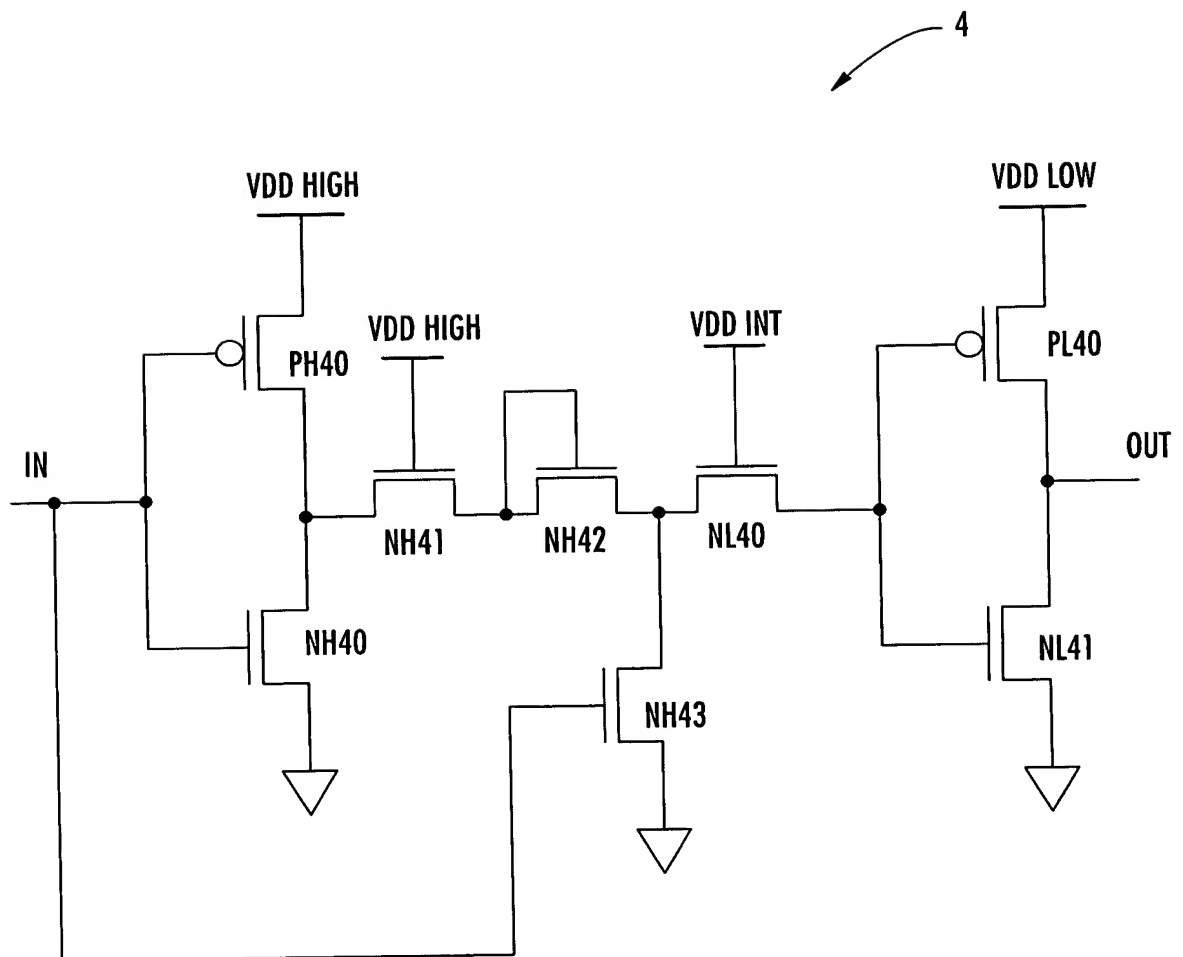 4
VDD HIGH
VDD LOW
VDD HIGH
VDD INT
PH40
PL40
IN
OUT
NH41
NH42
NL40
NH40
NL41
NH43